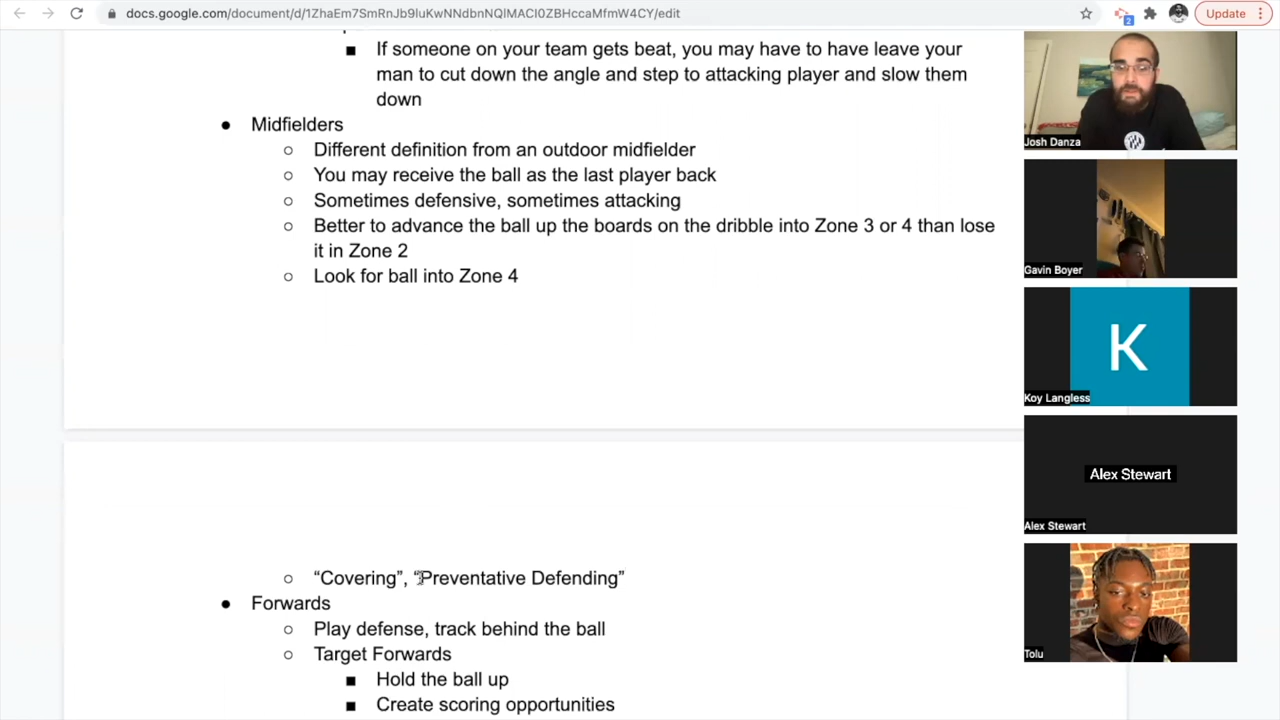 docs.google.com/document/d/1ZhaEm7SmRnJb9luKwNNdbnNQlMACI0ZBHccaMfmW4CY/edit
2
Update
If someone on your team gets beat, you may have to have leave your
man to cut down the angle and step to attacking player and slow them
down
Midfielders
Different definition from an outdoor midfielder
You may receive the ball as the last player back
Sometimes defensive, sometimes attacking
Better to advance the ball up the boards on the dribble into Zone 3 or 4 than lose
it in Zone 2
Look for ball into Zone 4
“Covering”, “Preventative Defending”
Forwards
Play defense, track behind the ball
Target Forwards
Hold the ball up
Create scoring opportunities
Josh Danza
Gavin Boyer
K
Koy Langless
Alex Stewart
Alex Stewart
Tolu